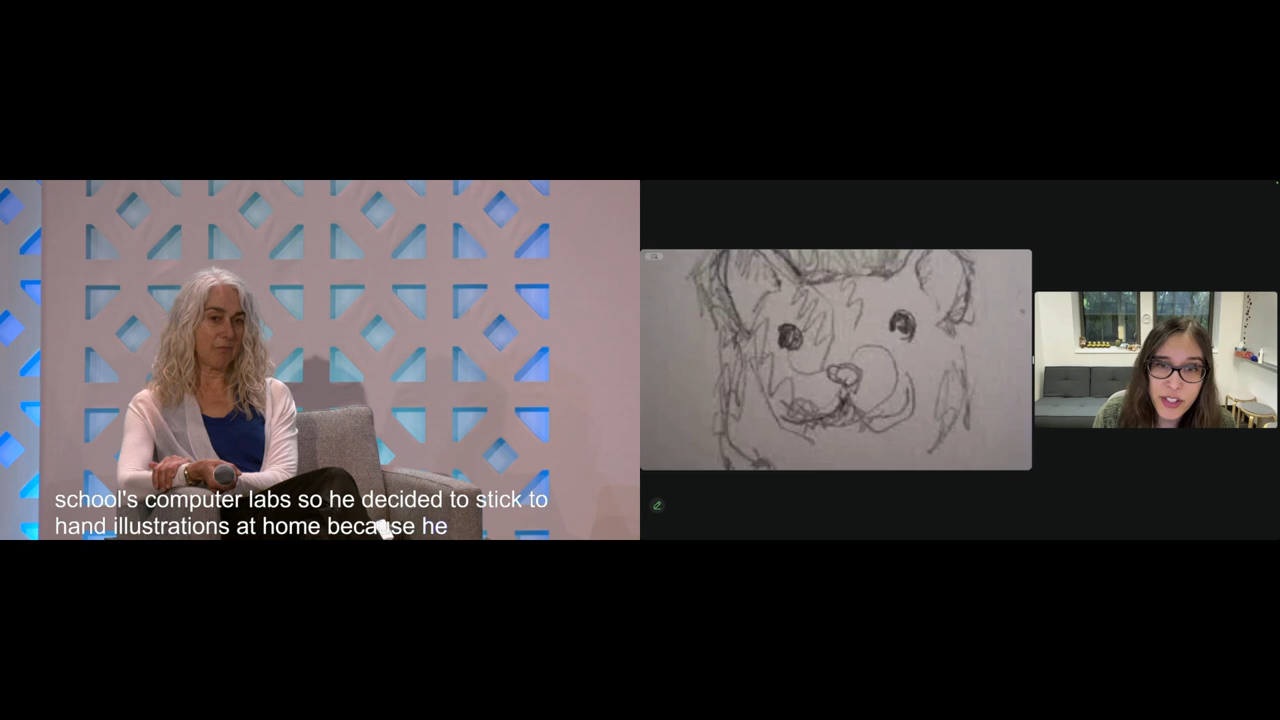 school's computer labs so he decided to stick to
hand illustrations at home because he